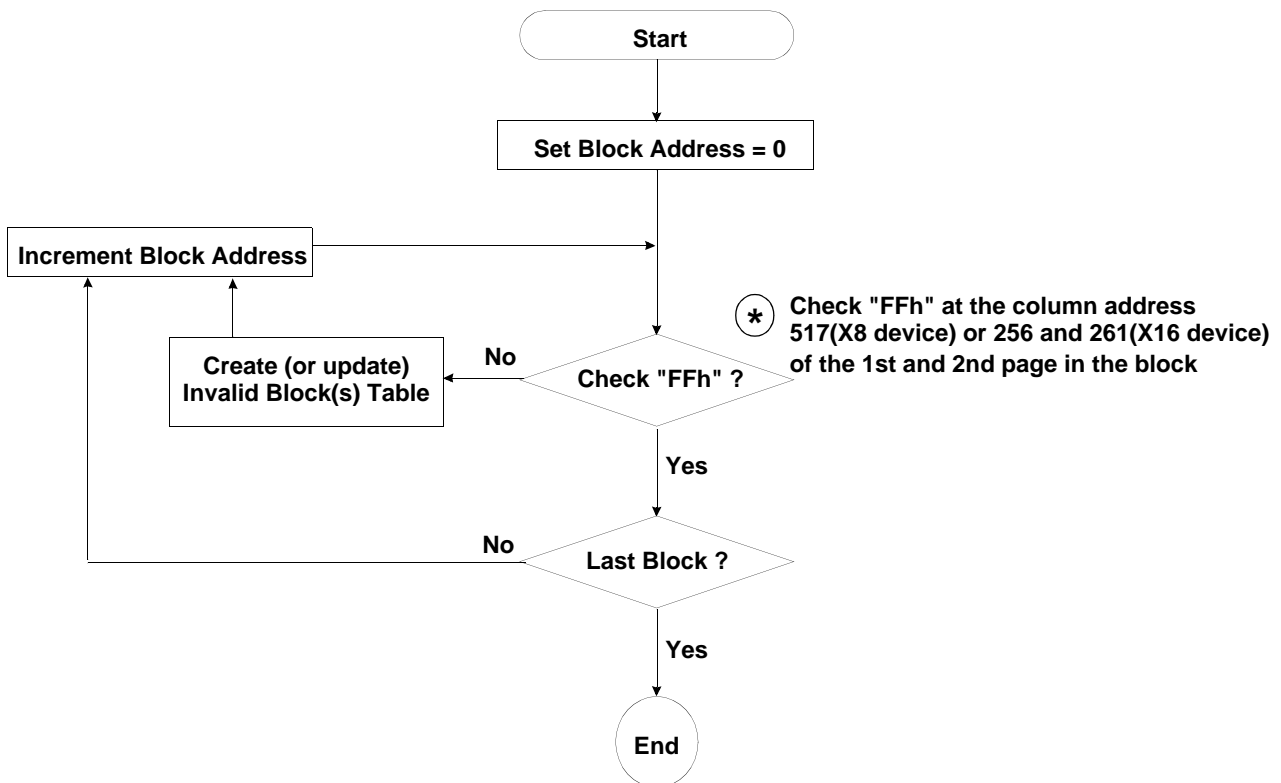 Start
Set Block Address = 0
Increment Block Address
* Check "FFh" at the column address
517(X8 device) or 256 and 261(X16 device)
of the 1st and 2nd page in the block
No
Create (or update)
Invalid Block(s) Table
Check "FFh" ?
Yes
No
Last Block ?
Yes
End